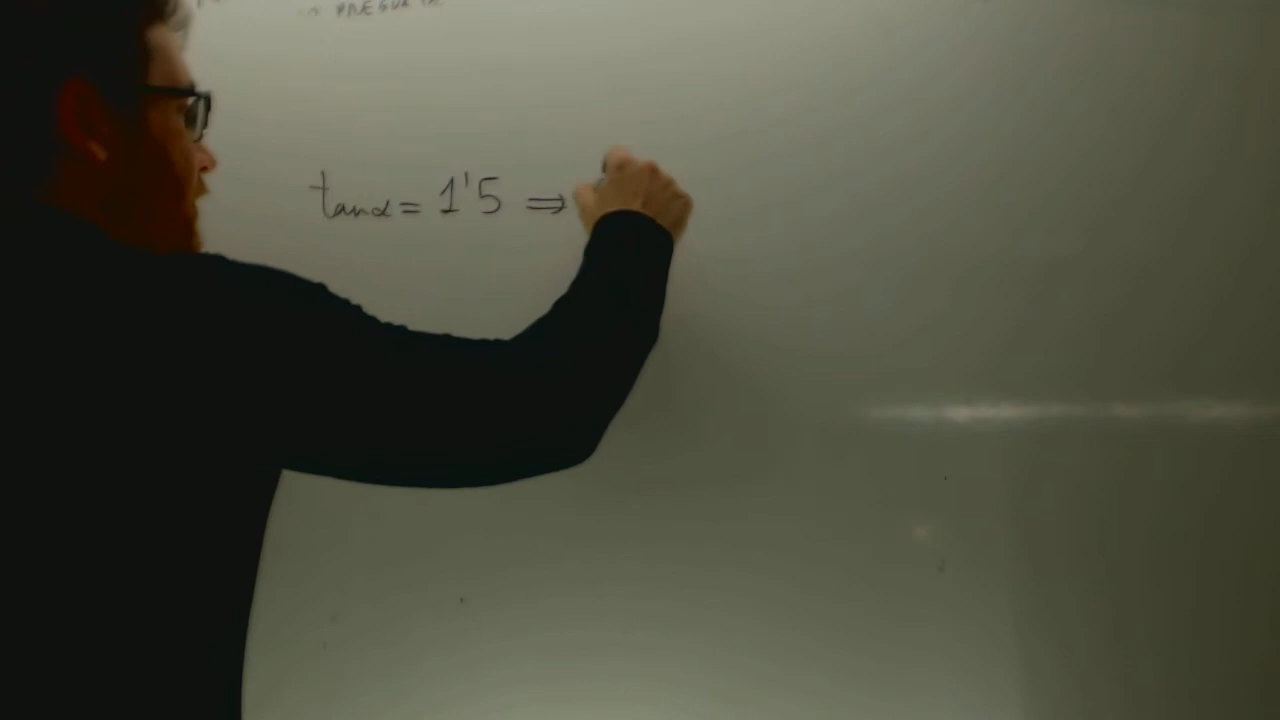 tanα = 1'5 ⇒